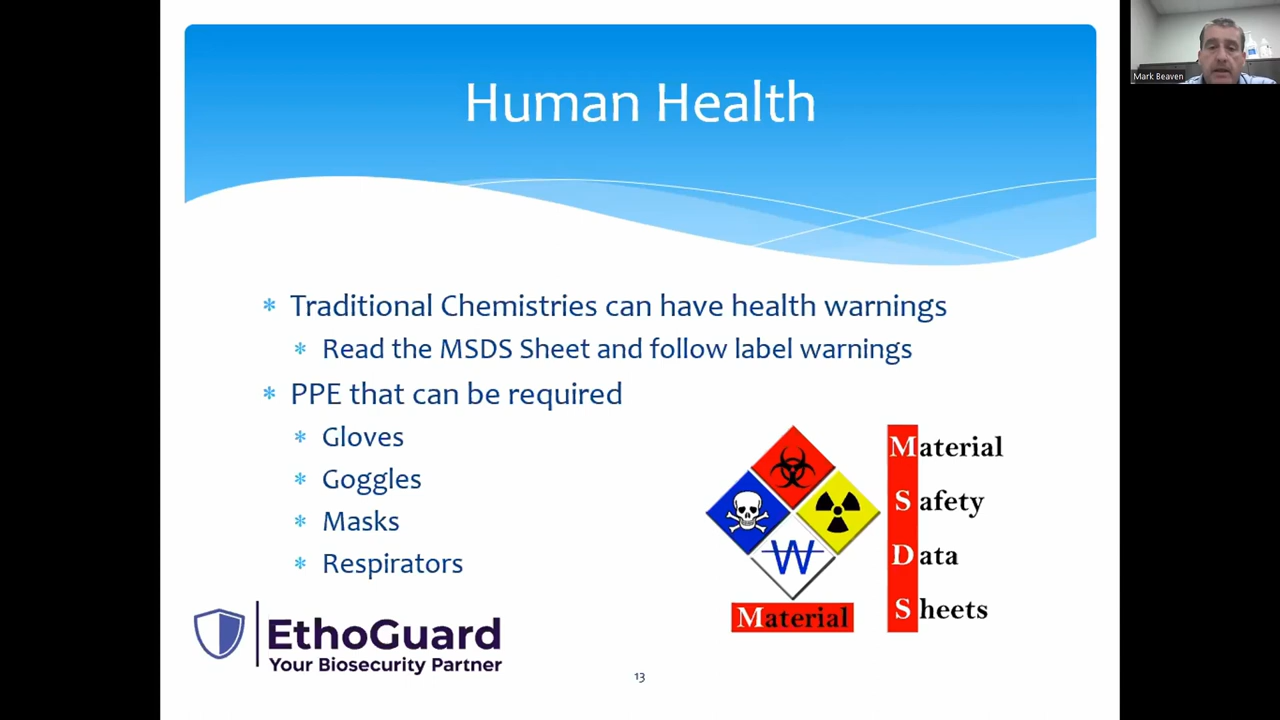 Human Health
Mark Beaven
Traditional Chemistries can have health warnings
Read the MSDS Sheet and follow label warnings
PPE that can be required
Gloves
Goggles
Masks
Respirators
W
Material
Material
Safety
Data
Sheets
EthoGuard
Your Biosecurity Partner
13